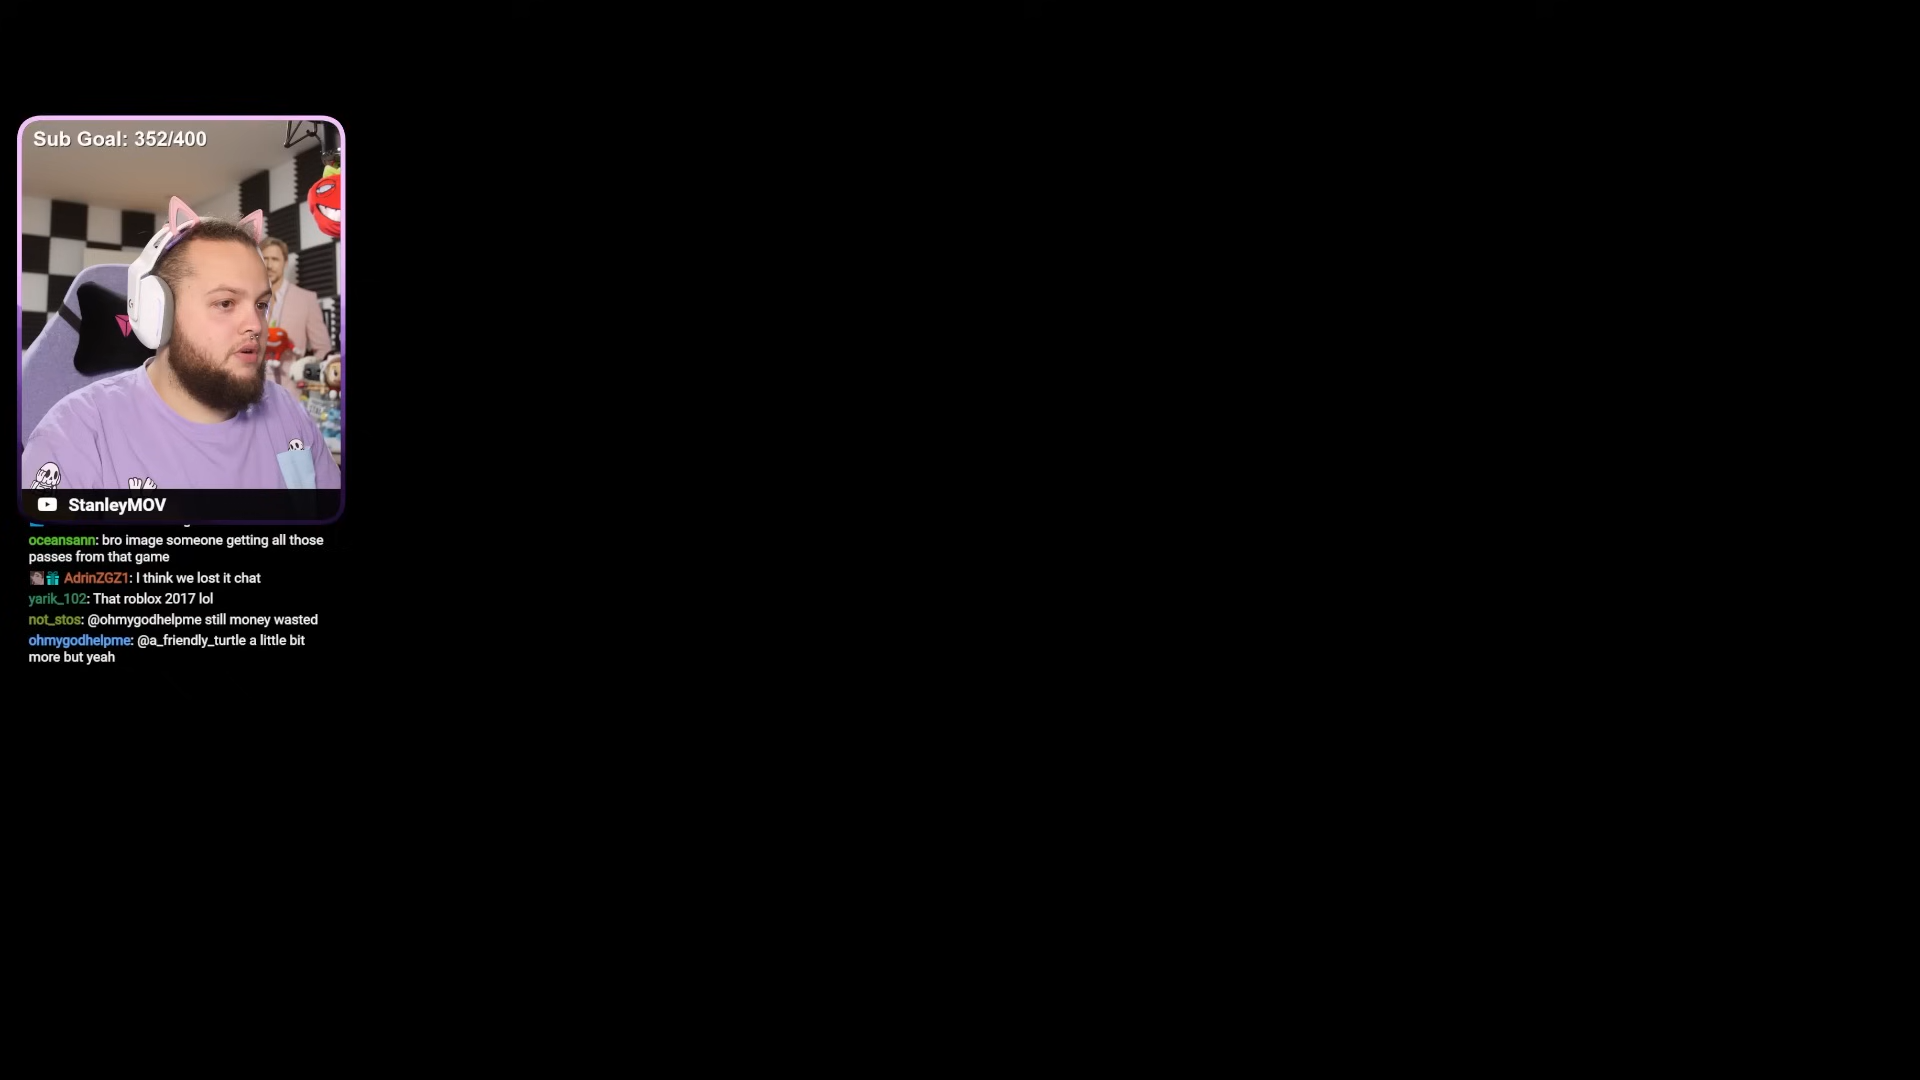 Sub Goal: 352/400
StanleyMOV
oceansann: bro image someone getting all those
passes from that game
AdrinZGZ1: I think we lost it chat
yarik_102: That roblox 2017 lol
not_stos: @ohmygodhelpme still money wasted
ohmygodhelpme: @a_friendly_turtle a little bit
more but yeah